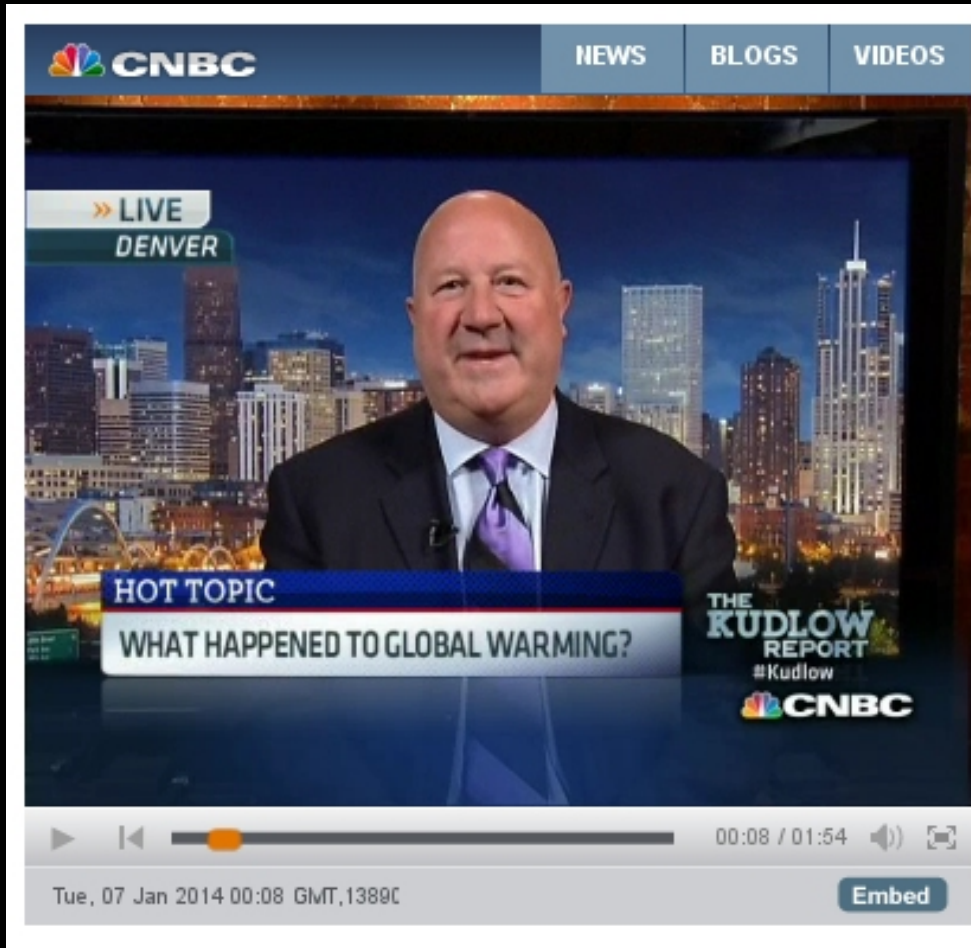 CNBC
NEWS
BLOGS
VIDEOS
» LIVE
DENVER
HOT TOPIC
WHAT HAPPENED TO GLOBAL WARMING?
THE
KUDLOW
REPORT
#Kudlow
CNBC
00:08 / 01:54
Tue, 07 Jan 2014 00:08 GMT,1389
Embed